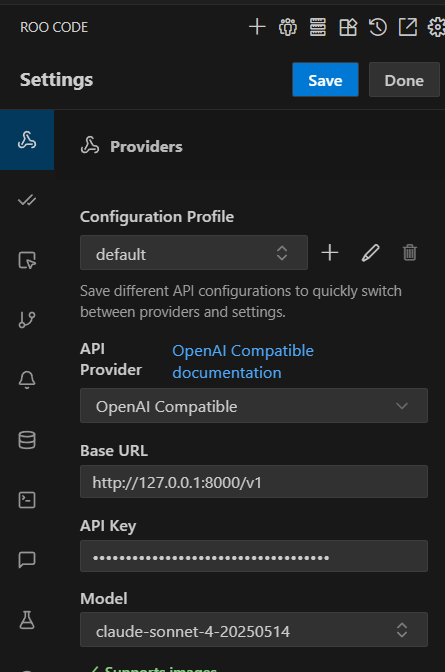 ROO CODE
Settings
Save
Done
Providers
Configuration Profile
default
Save different API configurations to quickly switch
between providers and settings.
API
Provider
OpenAI Compatible
documentation
OpenAI Compatible
Base URL
http://127.0.0.1:8000/v1
API Key
••••••••••••••••••••••••••••••••••••
Model
claude-sonnet-4-20250514
✓ Supports images